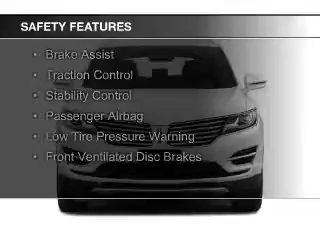 SAFETY FEATURES
• Brake Assist
• Traction Control
• Stability Control
• Passenger Airbag
• Low Tire Pressure Warning
• Front Ventilated Disc Brakes